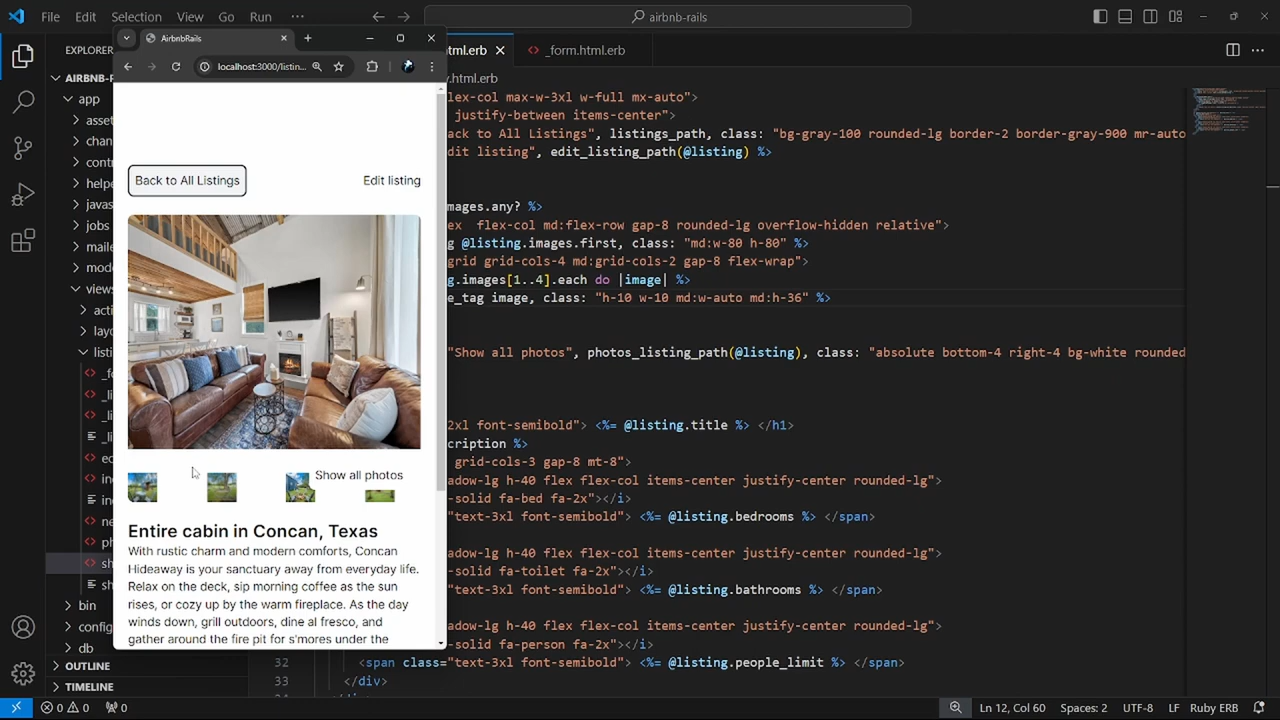 File Edit Selection View Go Run ···
airbnb-rails
EXPLORER
AirbnbRails
html.erb
_form.html.erb
localhost:3000/listin...
html.erb
AIRBNB-R
app
asset
chan
contr
helpe
javas
jobs
maile
mode
views
acti
layo
listi
_fo
_li
_li
_li
ed
in
in
ne
ph
sh
sh
bin
config
db
OUTLINE
TIMELINE
Back to All Listings
Edit listing
Show all photos
Entire cabin in Concan, Texas
With rustic charm and modern comforts, Concan
Hideaway is your sanctuary away from everyday life.
Relax on the deck, sip morning coffee as the sun
rises, or cozy up by the warm fireplace. As the day
winds down, grill outdoors, dine al fresco, and
gather around the fire pit for s'mores under the
flex-col max-w-3xl w-full mx-auto">
justify-between items-center">
ack to All Listings", listings_path, class: "bg-gray-100 rounded-lg border-2 border-gray-900 mr-auto
dit listing", edit_listing_path(@listing) %>
mages.any? %>
ex flex-col md:flex-row gap-8 rounded-lg overflow-hidden relative">
g @listing.images.first, class: "md:w-80 h-80" %>
grid grid-cols-4 md:grid-cols-2 gap-8 flex-wrap">
g.images[1..4].each do |image| %>
e_tag image, class: "h-10 w-10 md:w-auto md:h-36" %>
"Show all photos", photos_listing_path(@listing), class: "absolute bottom-4 right-4 bg-white rounded
2xl font-semibold"> <%= @listing.title %> </h1>
cription %>
grid-cols-3 gap-8 mt-8">
adow-lg h-40 flex flex-col items-center justify-center rounded-lg">
-solid fa-bed fa-2x"></i>
"text-3xl font-semibold"> <%= @listing.bedrooms %> </span>
adow-lg h-40 flex flex-col items-center justify-center rounded-lg">
-solid fa-toilet fa-2x"></i>
"text-3xl font-semibold"> <%= @listing.bathrooms %> </span>
adow-lg h-40 flex flex-col items-center justify-center rounded-lg">
-solid fa-person fa-2x"></i>
32 <span class="text-3xl font-semibold"> <%= @listing.people_limit %> </span>
33 </div>
0 0 0
Ln 12, Col 60 Spaces: 2 UTF-8 LF Ruby ERB